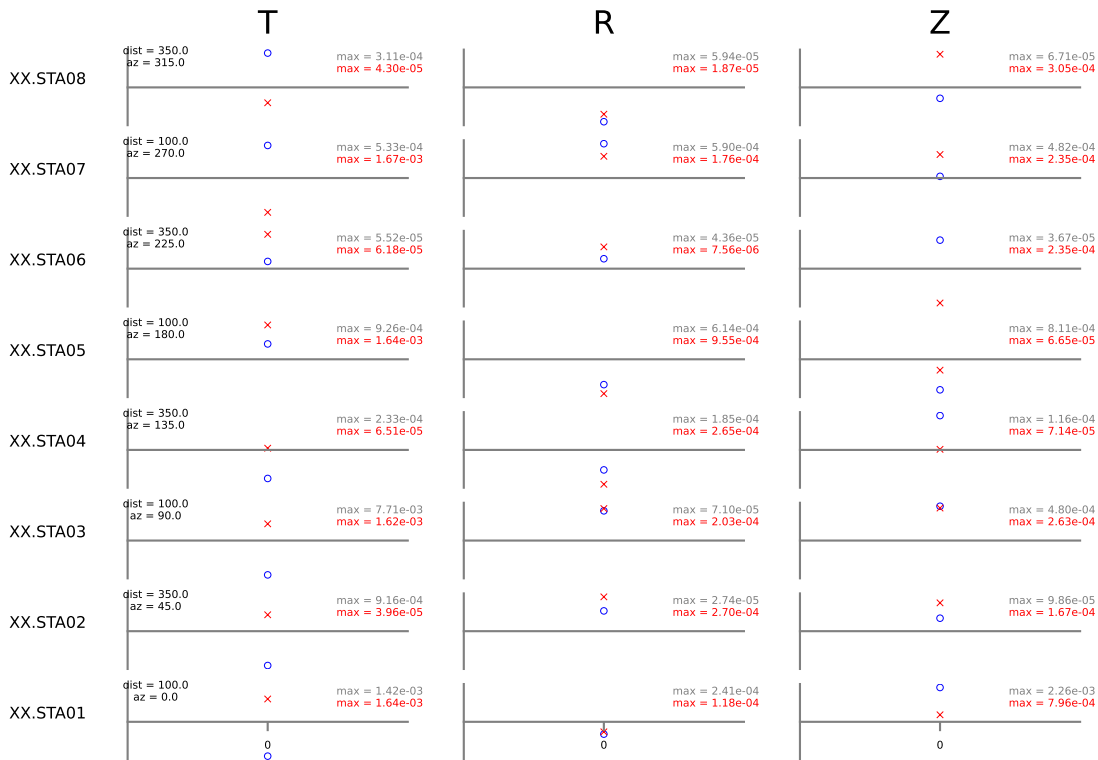 T R Z
XX.STA08
dist = 350.0
az = 315.0
max = 3.11e-04
max = 4.30e-05
max = 5.94e-05
max = 1.87e-05
max = 6.71e-05
max = 3.05e-04
XX.STA07
dist = 100.0
az = 270.0
max = 5.33e-04
max = 1.67e-03
max = 5.90e-04
max = 1.76e-04
max = 4.82e-04
max = 2.35e-04
XX.STA06
dist = 350.0
az = 225.0
max = 5.52e-05
max = 6.18e-05
max = 4.36e-05
max = 7.56e-06
max = 3.67e-05
max = 2.35e-04
XX.STA05
dist = 100.0
az = 180.0
max = 9.26e-04
max = 1.64e-03
max = 6.14e-04
max = 9.55e-04
max = 8.11e-04
max = 6.65e-05
XX.STA04
dist = 350.0
az = 135.0
max = 2.33e-04
max = 6.51e-05
max = 1.85e-04
max = 2.65e-04
max = 1.16e-04
max = 7.14e-05
XX.STA03
dist = 100.0
az = 90.0
max = 7.71e-03
max = 1.62e-03
max = 7.10e-05
max = 2.03e-04
max = 4.80e-04
max = 2.63e-04
XX.STA02
dist = 350.0
az = 45.0
max = 9.16e-04
max = 3.96e-05
max = 2.74e-05
max = 2.70e-04
max = 9.86e-05
max = 1.67e-04
XX.STA01
dist = 100.0
az = 0.0
max = 1.42e-03
max = 1.64e-03
max = 2.41e-04
max = 1.18e-04
max = 2.26e-03
max = 7.96e-04
0 0 0